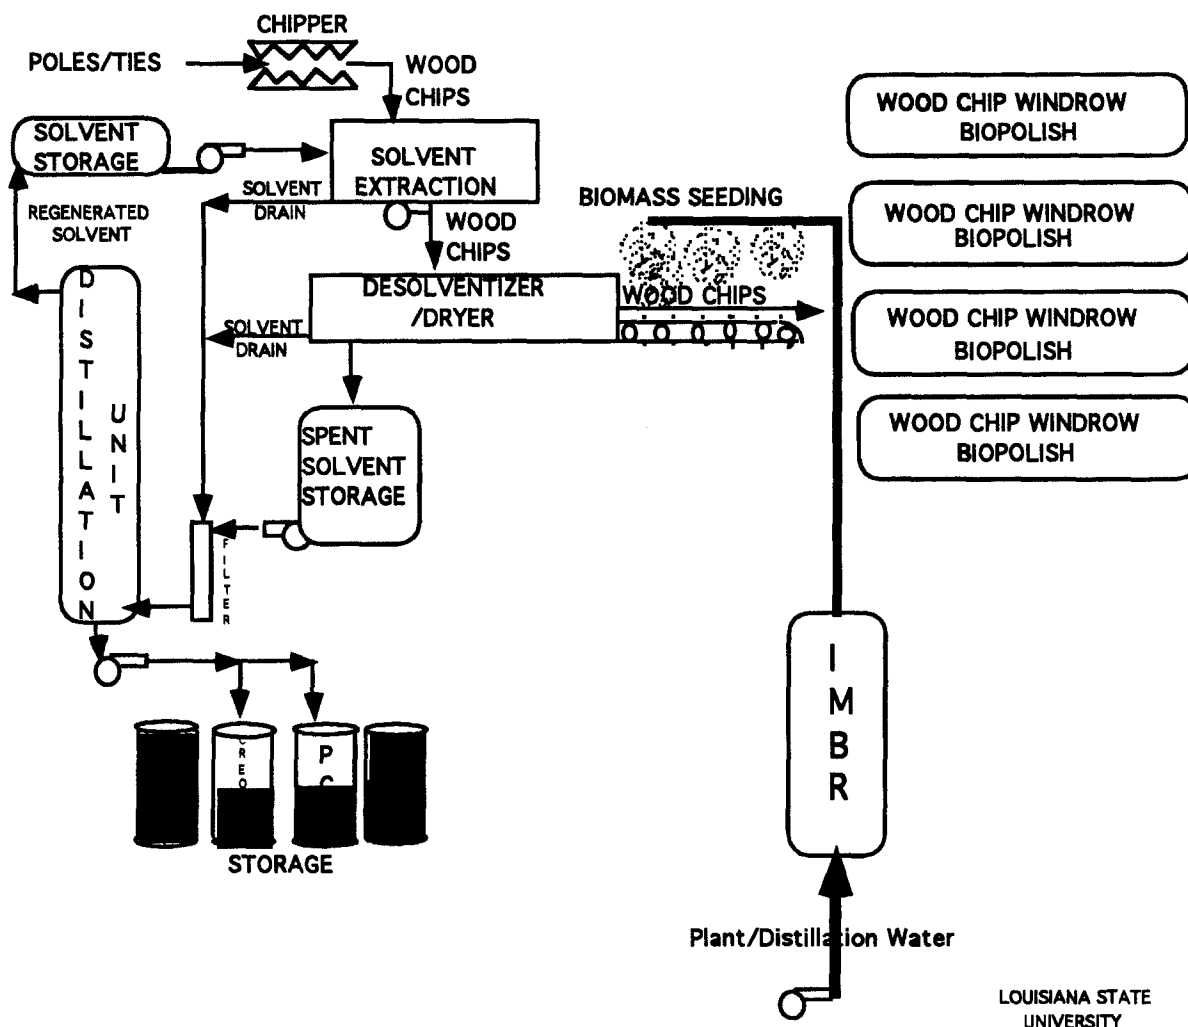 CHIPPER
POLES/TIES
WOOD
CHIPS
SOLVENT
STORAGE
SOLVENT
EXTRACTION
SOLVENT
DRAIN
WOOD
CHIPS
REGENERATED
SOLVENT
BIOMASS SEEDING
WOOD CHIPS
DESOLVENTIZER
/DRYER
SOLVENT
DRAIN
DISTILLATION
UNIT
SPENT
SOLVENT
STORAGE
FILTER
CREO
PC
STORAGE
WOOD CHIP WINDROW
BIOPOLISH
WOOD CHIP WINDROW
BIOPOLISH
WOOD CHIP WINDROW
BIOPOLISH
WOOD CHIP WINDROW
BIOPOLISH
IMBR
Plant/Distillation Water
LOUISIANA STATE
UNIVERSITY